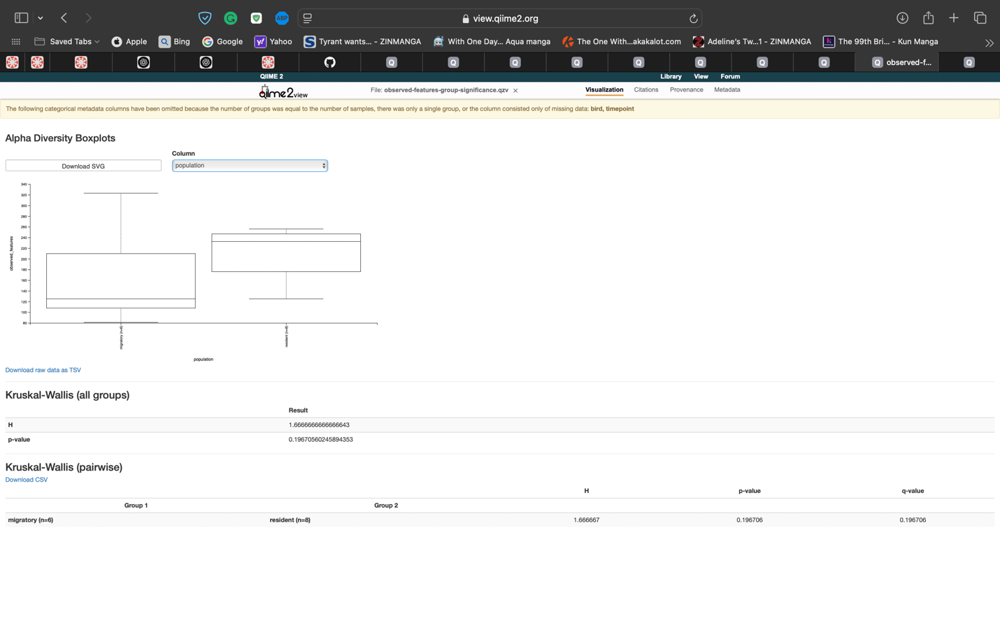 view.qiime2.org
ABP
Saved Tabs
Apple
Bing
Google
Yahoo
Tyrant wants... - ZINMANGA
With One Day... Aqua manga
The One With...akakalot.com
Adeline's Tw...1 - ZINMANGA
The 99th Bri... - Kun Manga
Q
Q
Q
Q
Q
Q
Q
Q
Q observed-f...
Q
QIIME 2
Library View Forum
qiime2view
File: observed-features-group-significance.qzv ×
Visualization Citations Provenance Metadata
The following categorical metadata columns have been omitted because the number of groups was equal to the number of samples, there was only a single group, or the column consisted only of missing data: bird, timepoint
Alpha Diversity Boxplots
Column
Download SVG
population
340
320
300
280
260
240
220
200
180
160
140
120
100
80
observed_features
migratory (n=6)
resident (n=8)
population
Download raw data as TSV
Kruskal-Wallis (all groups)
Result
H 1.6666666666666643
p-value 0.19670560245894353
Kruskal-Wallis (pairwise)
Download CSV
H p-value q-value
Group 1 Group 2
migratory (n=6) resident (n=8) 1.666667 0.196706 0.196706